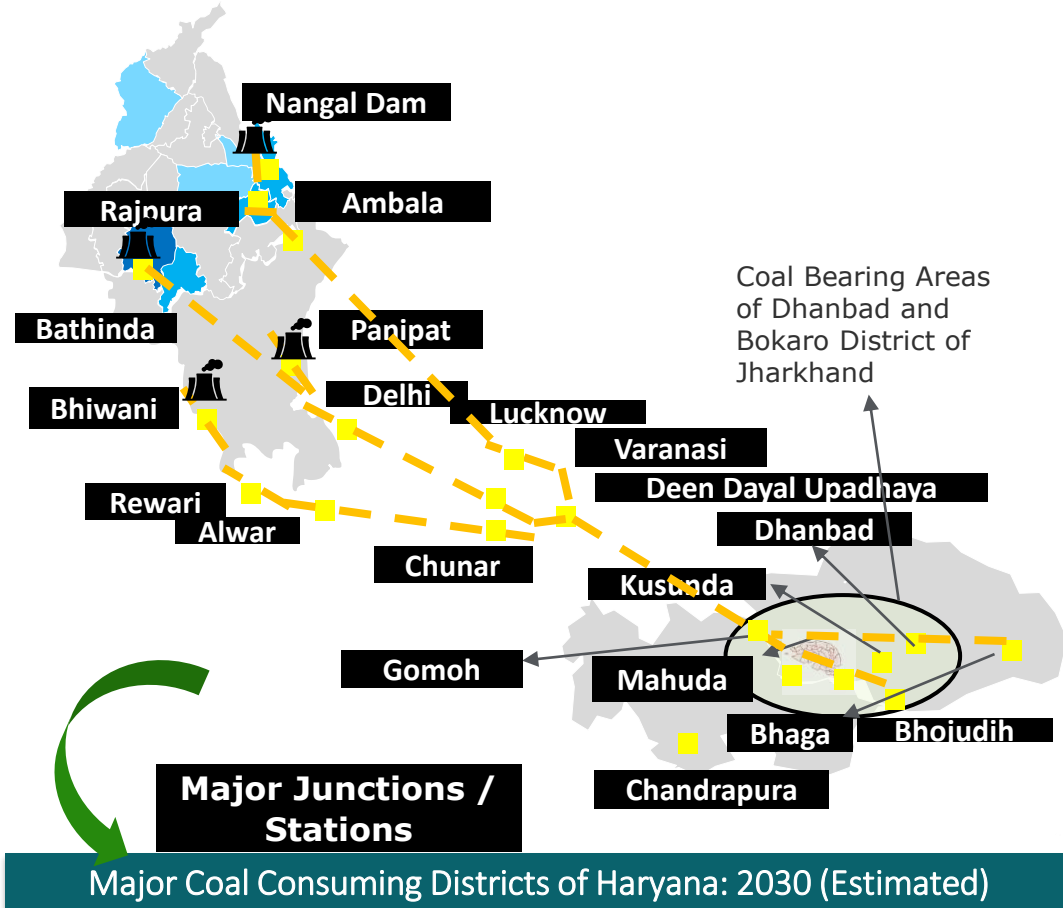 Nangal Dam
Rajpura
Ambala
Coal Bearing Areas
of Dhanbad and
Bokaro District of
Jharkhand
Bathinda
Panipat
Bhiwani
Delhi
Lucknow
Varanasi
Rewari
Deen Dayal Upadhaya
Alwar
Dhanbad
Chunar
Kusunda
Gomoh
Mahuda
Bhaga
Bhojudih
Chandrapura
Major Junctions /
Stations
Major Coal Consuming Districts of Haryana: 2030 (Estimated)